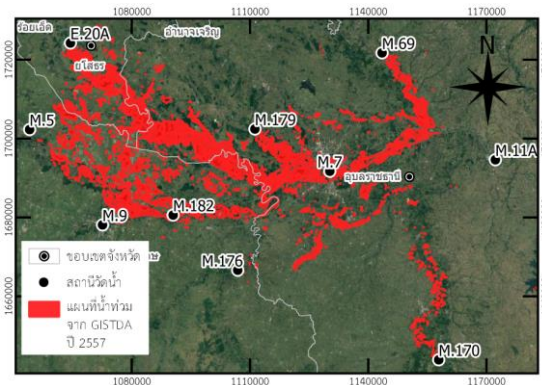 1080000 1110000 1140000 1170000
ร้อยเอ็ด อำนาจเจริญ
E.20A
ยโสธร
M.69
N
1720000 1720000
M.5
M.179
1700000 1700000
M.7
M.11A
อุบลราชธานี
M.182
M.9
1680000 1680000
M.176
ขอบเขตจังหวัด
สถานีวัดน้ำ
แผนที่น้ำท่วม
จาก GISTDA
ปี 2557
1660000 1660000
M.170
1080000 1110000 1140000 1170000